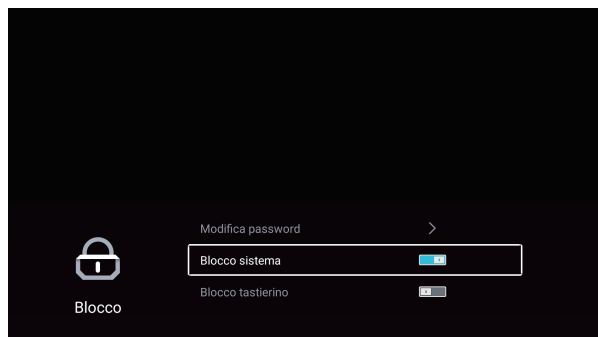 Modifica password
Blocco sistema
Blocco tastierino
Blocco